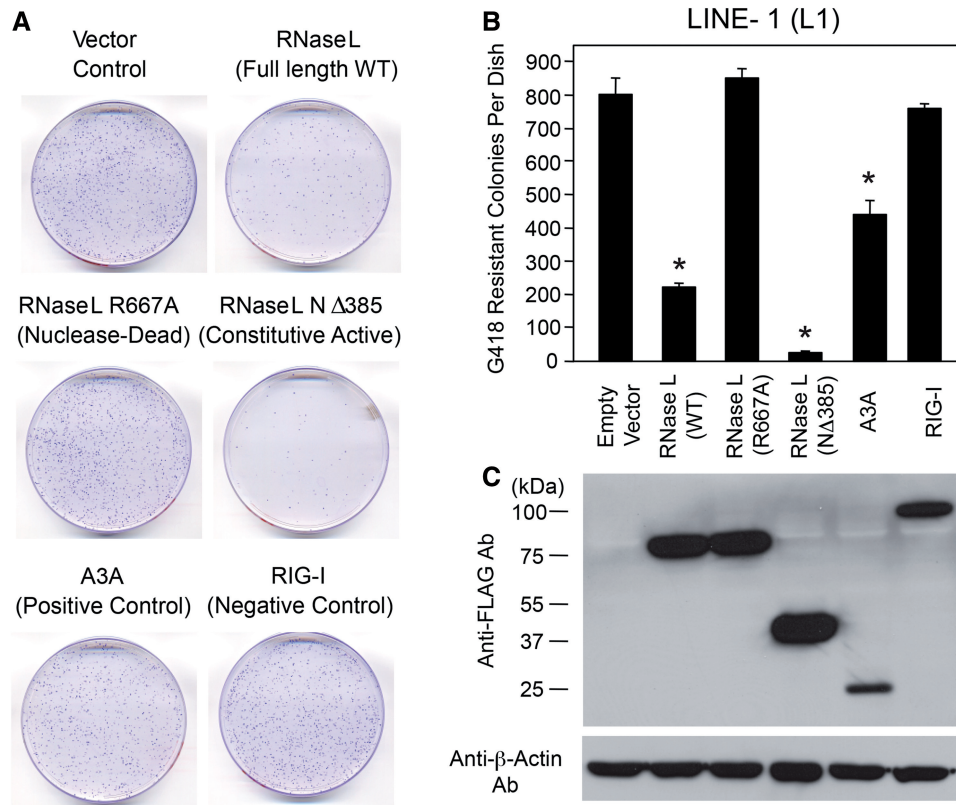 A
Vector
Control
RNaseL
(Full length WT)
RNaseL R667A
(Nuclease-Dead)
RNaseL N Δ385
(Constitutive Active)
A3A
(Positive Control)
RIG-I
(Negative Control)
B
LINE- 1 (L1)
G418 Resistant Colonies Per Dish
900
800
700
600
500
400
300
200
100
0
*
*
*
Empty
Vector
RNase L
(WT)
RNase L
(R667A)
RNase L
(NΔ385)
A3A
RIG-I
C
(kDa)
Anti-FLAG Ab
100
75
55
37
25
Anti-β-Actin
Ab